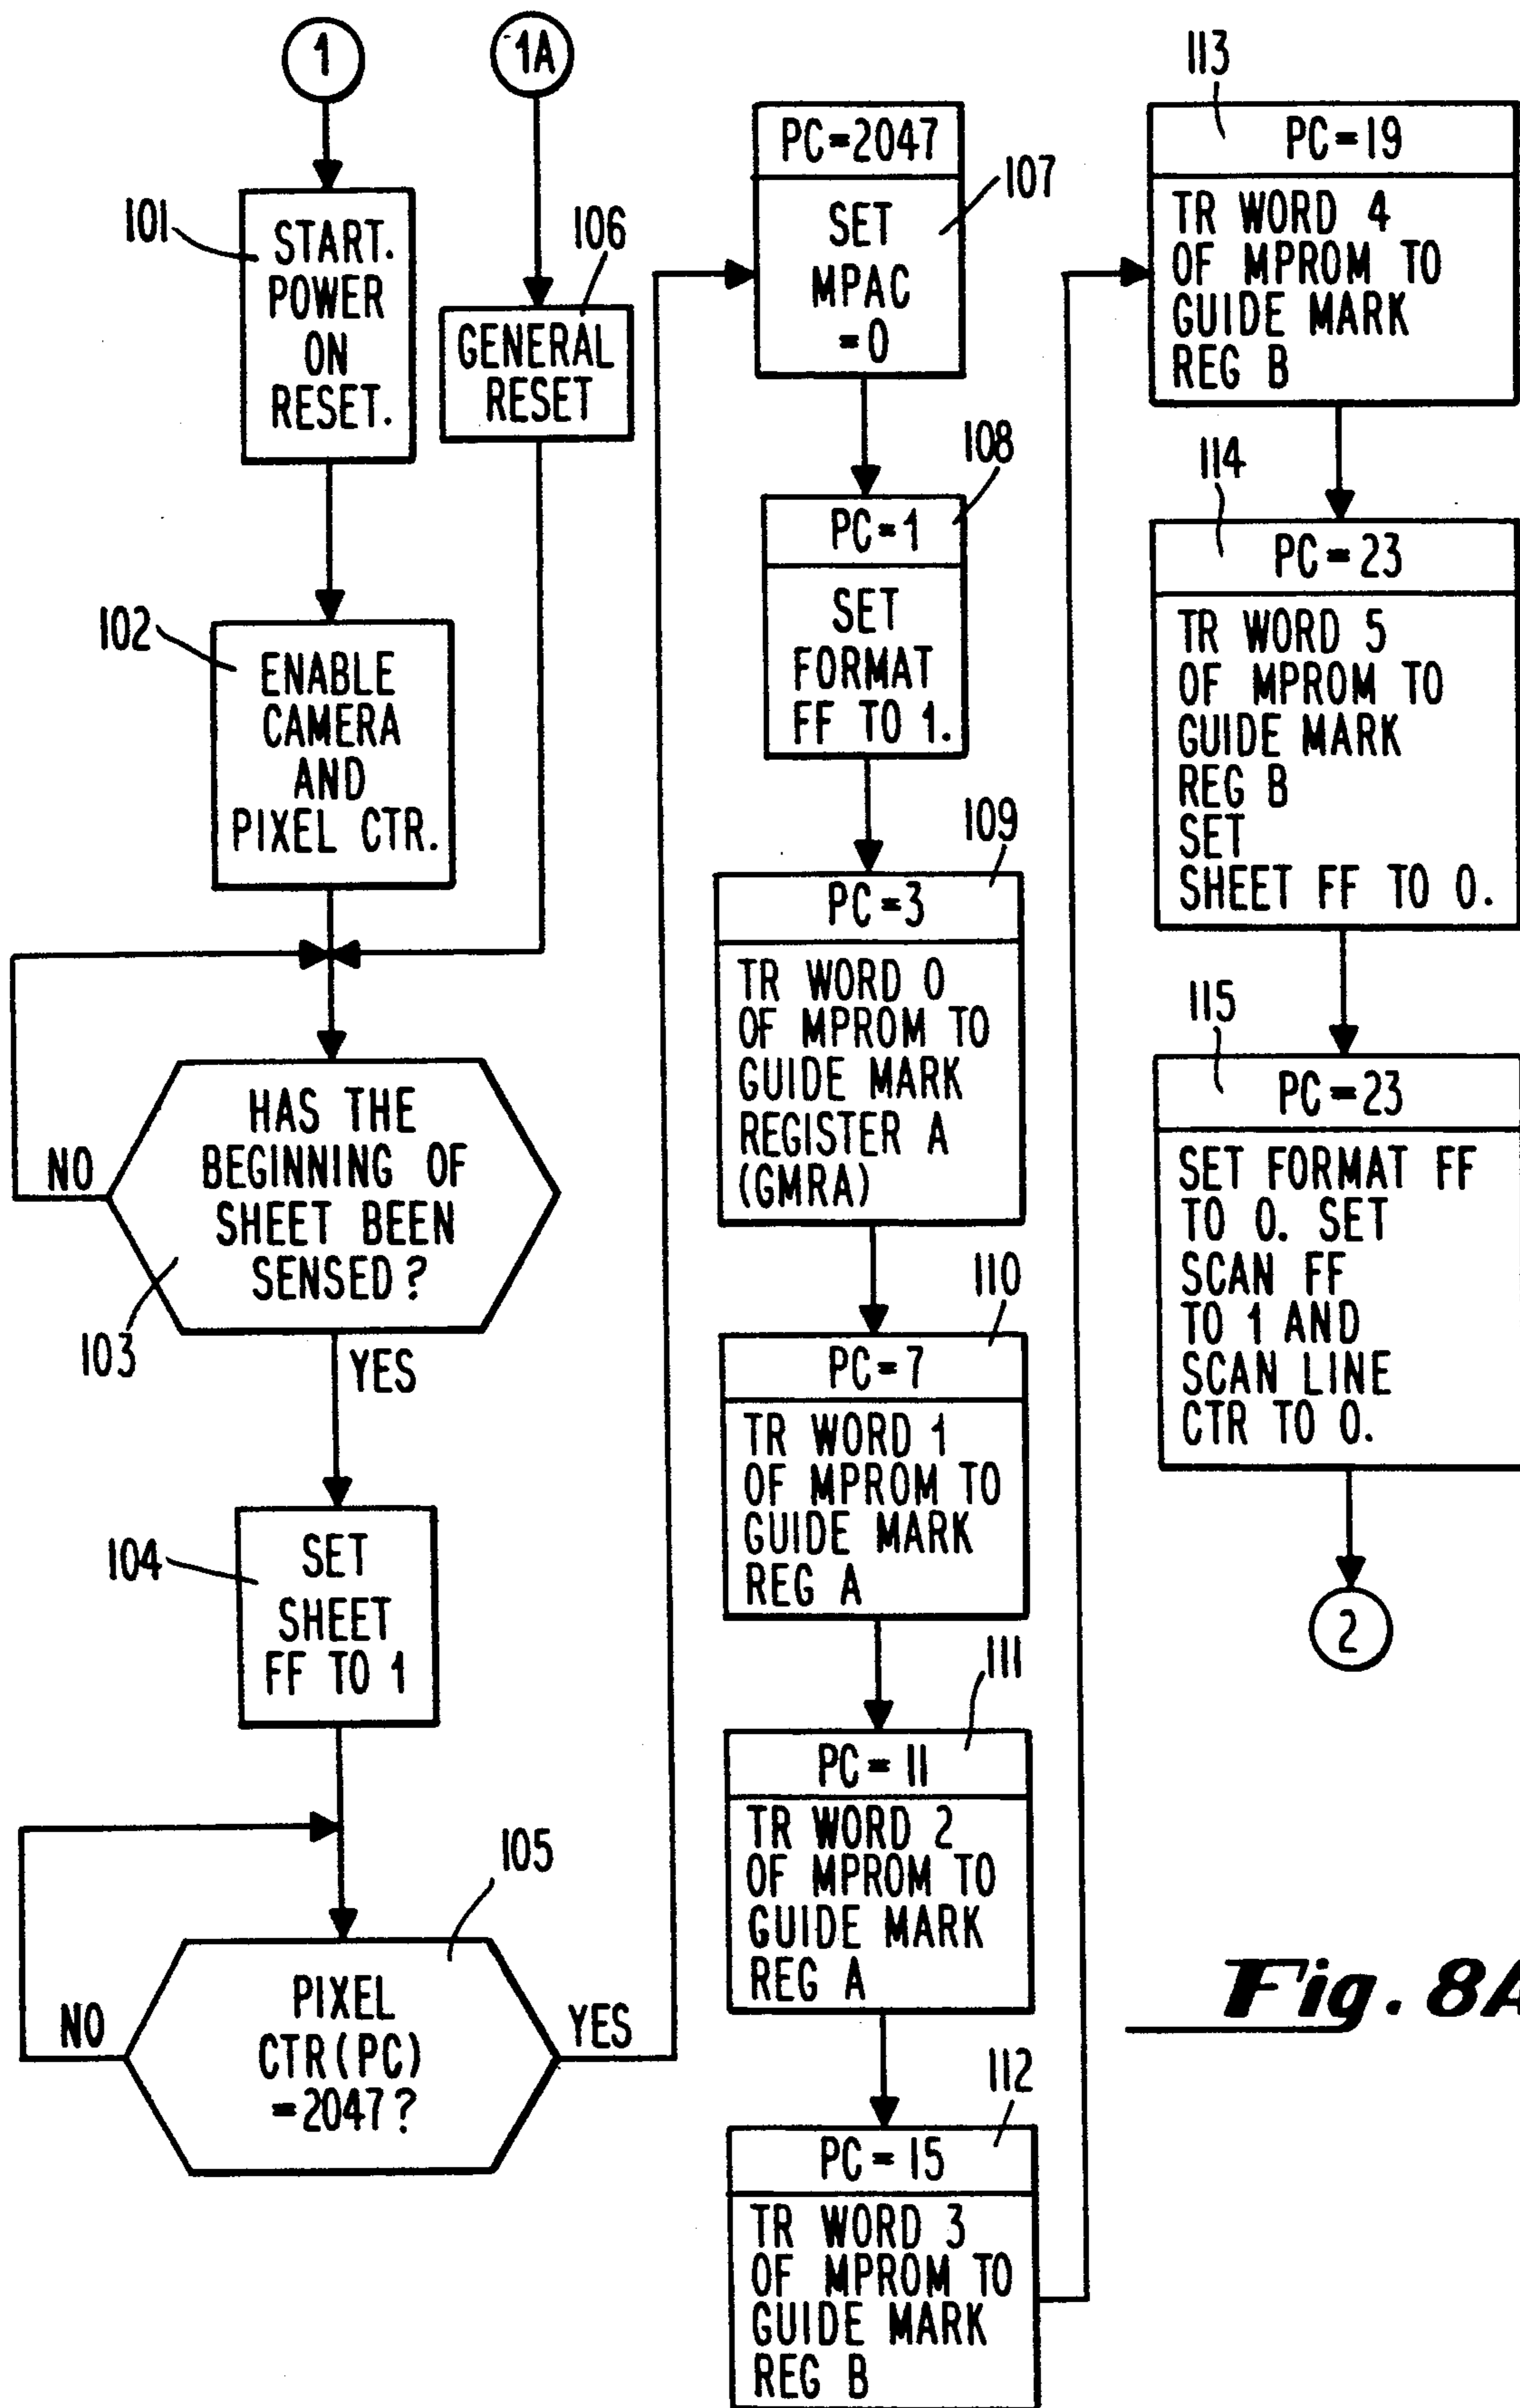 1
101
START.
POWER
ON
RESET.
102
ENABLE
CAMERA
AND
PIXEL CTR.
HAS THE
BEGINNING OF
SHEET BEEN
SENSED?
NO
103
YES
104
SET
SHEET
FF TO 1
105
PIXEL
CTR(PC)
=2047?
NO
YES
1A
106
GENERAL
RESET
PC=2047
107
SET
MPAC
=0
108
PC=1
SET
FORMAT
FF TO 1.
109
PC=3
TR WORD 0
OF MPROM TO
GUIDE MARK
REGISTER A
(GMRA)
110
PC=7
TR WORD 1
OF MPROM TO
GUIDE MARK
REG A
111
PC=11
TR WORD 2
OF MPROM TO
GUIDE MARK
REG A
112
PC=15
TR WORD 3
OF MPROM TO
GUIDE MARK
REG B
113
PC=19
TR WORD 4
OF MPROM TO
GUIDE MARK
REG B
114
PC=23
TR WORD 5
OF MPROM TO
GUIDE MARK
REG B
SET
SHEET FF TO 0.
115
PC=23
SET FORMAT FF
TO 0. SET
SCAN FF
TO 1 AND
SCAN LINE
CTR TO 0.
2
Fig. 8A